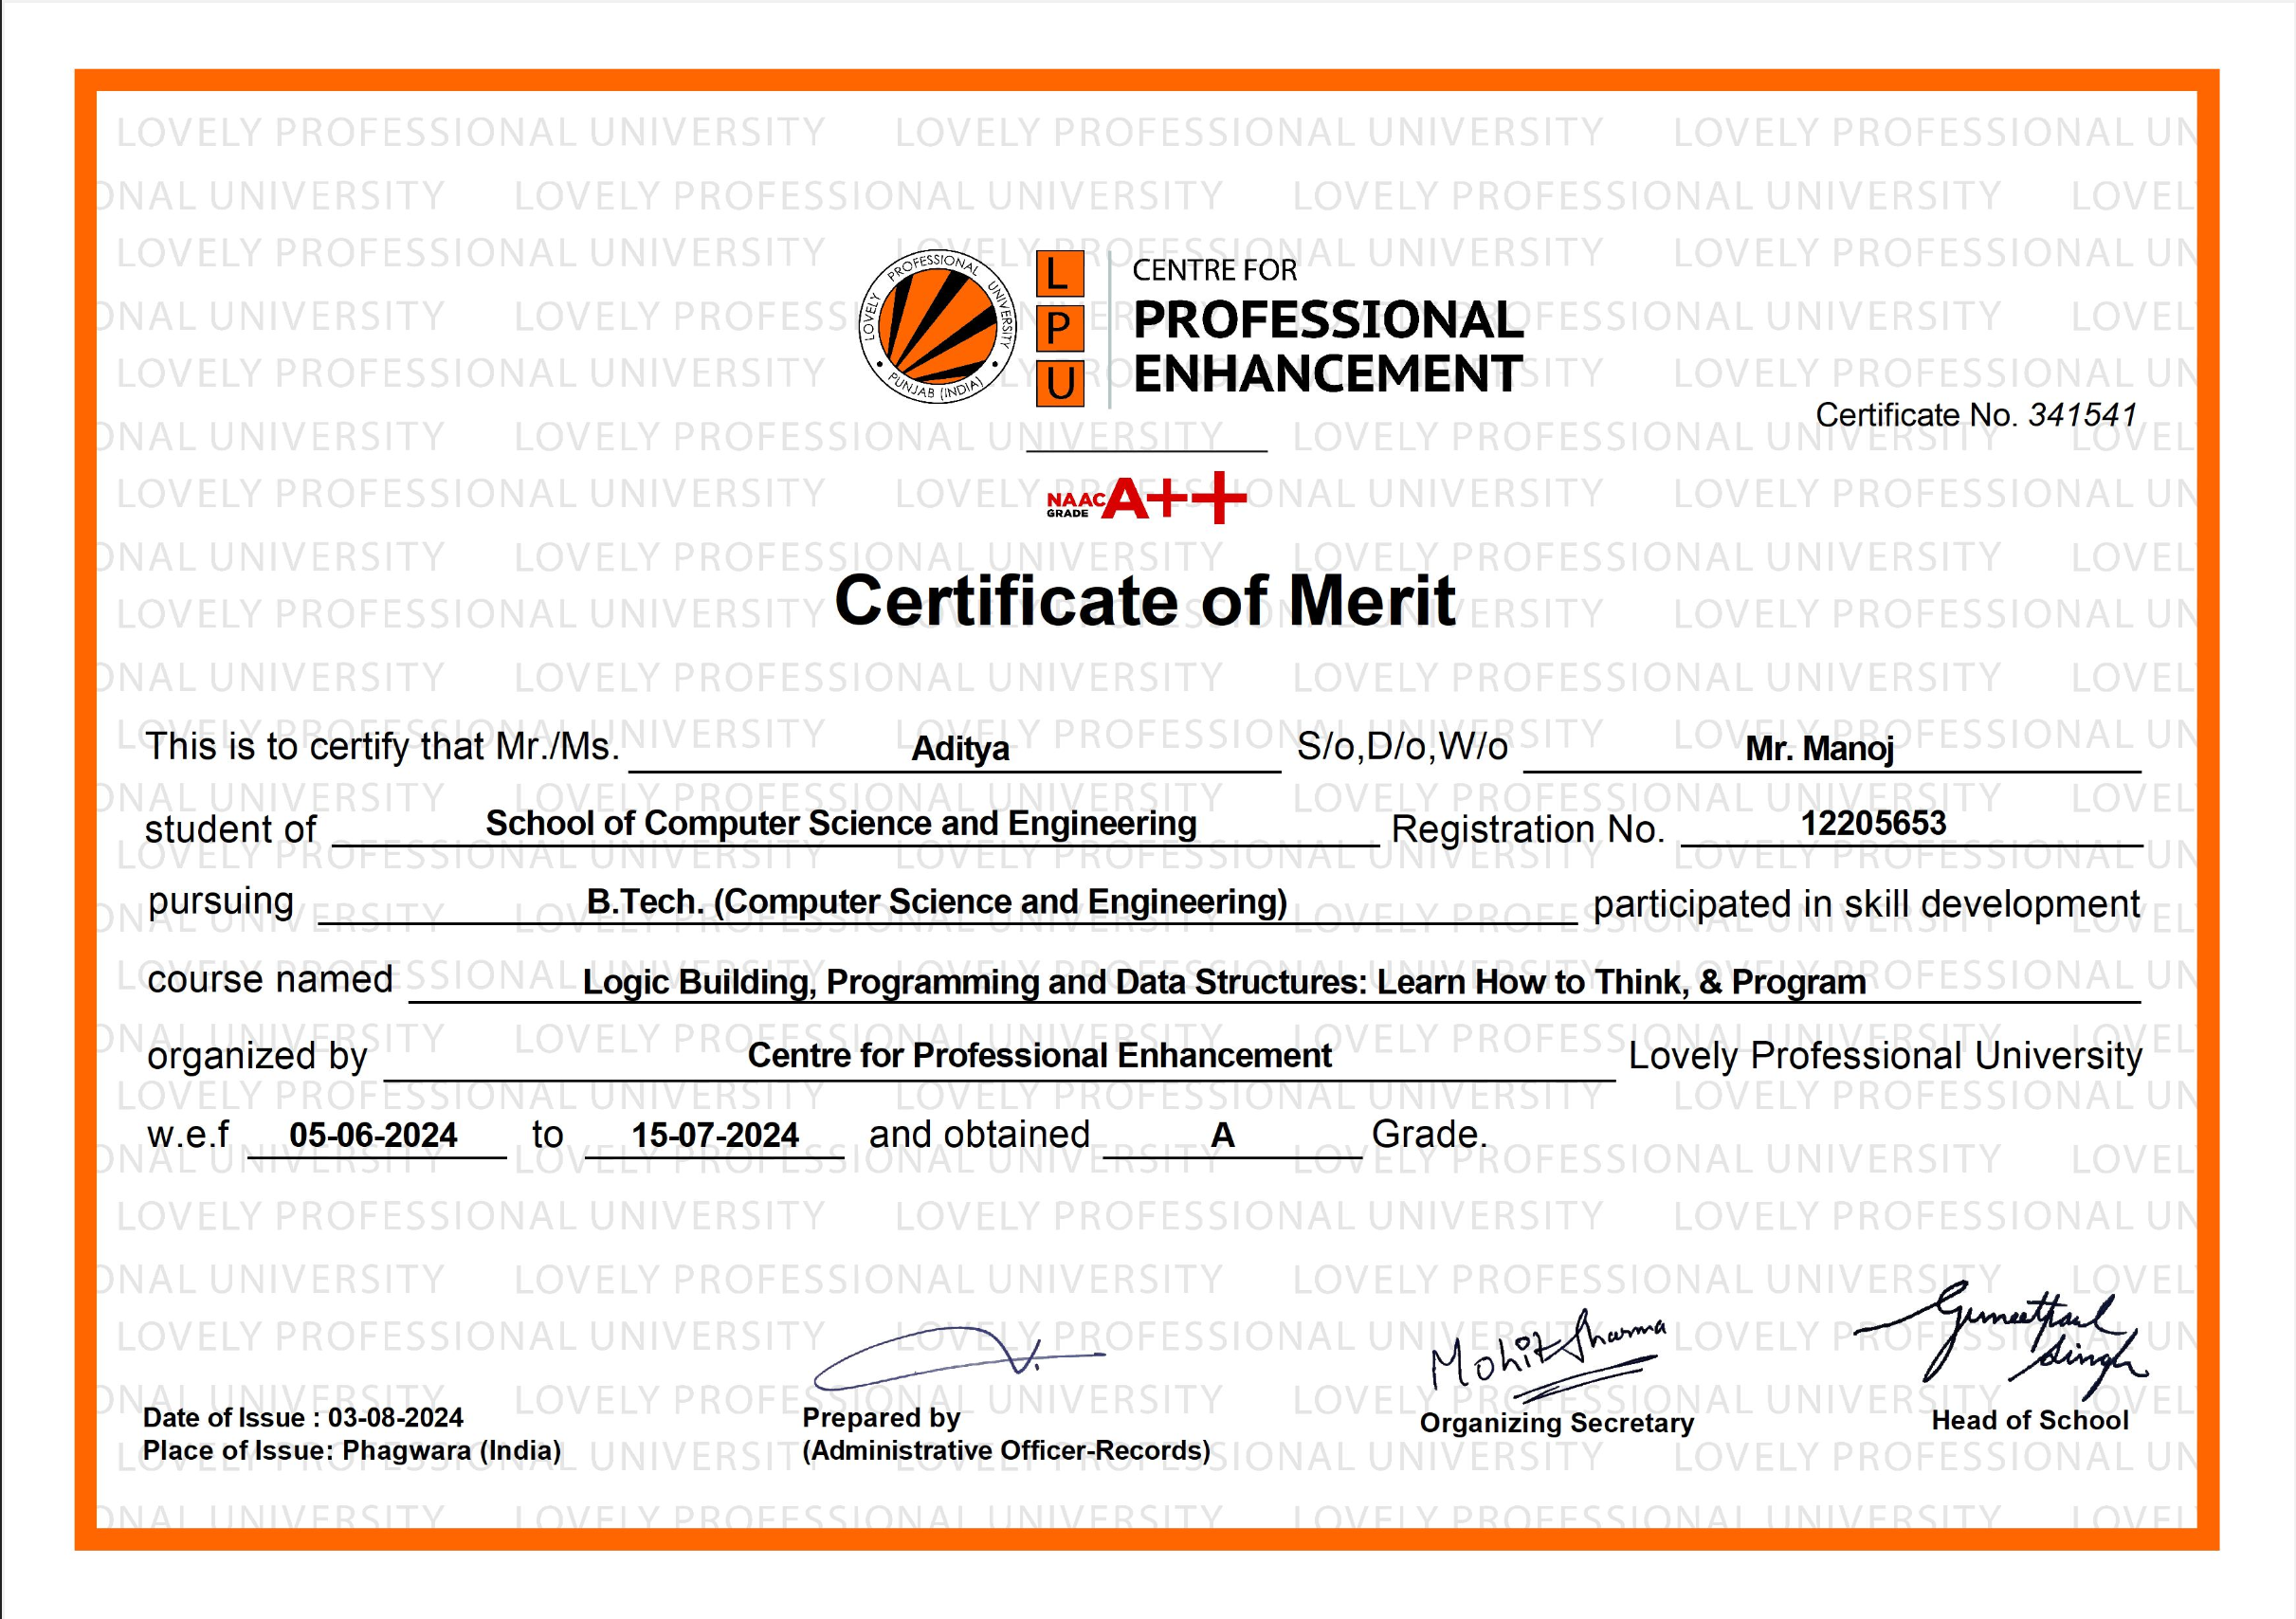 LOVELY PROFESSIONAL UNIVERSITY
PUNJAB (INDIA)
L
P
U
CENTRE FOR
PROFESSIONAL
ENHANCEMENT
Certificate No. 341541
NAAC
GRADE
A++
Certificate of Merit
This is to certify that Mr./Ms. Aditya S/o,D/o,W/o Mr. Manoj
student of School of Computer Science and Engineering Registration No. 12205653
pursuing B.Tech. (Computer Science and Engineering) participated in skill development
course named Logic Building, Programming and Data Structures: Learn How to Think, & Program
organized by Centre for Professional Enhancement Lovely Professional University
w.e.f 05-06-2024 to 15-07-2024 and obtained A Grade.
Mohit Sharma
Gurneetpaul
Singh
Date of Issue : 03-08-2024
Place of Issue: Phagwara (India)
Prepared by
(Administrative Officer-Records)
Organizing Secretary
Head of School